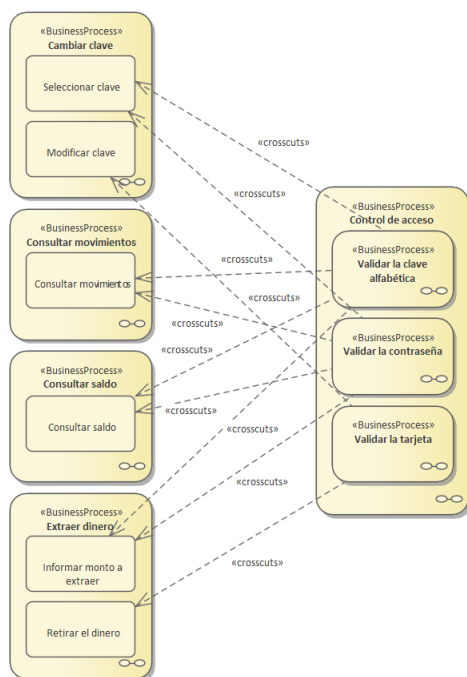 «BusinessProcess»
Cambiar clave
Seleccionar clave
Modificar clave
«BusinessProcess»
Consultar movimientos
Consultar movimientos
«BusinessProcess»
Consultar saldo
Consultar saldo
«BusinessProcess»
Extraer dinero
Informar monto a
extraer
Retirar el dinero
«crosscuts»
«crosscuts»
«crosscuts»
«crosscuts»
«crosscuts»
«crosscuts»
«crosscuts»
«crosscuts»
«crosscuts»
«BusinessProcess»
Control de acceso
«BusinessProcess»
Validar la clave
alfabética
«BusinessProcess»
Validar la contraseña
«BusinessProcess»
Validar la tarjeta